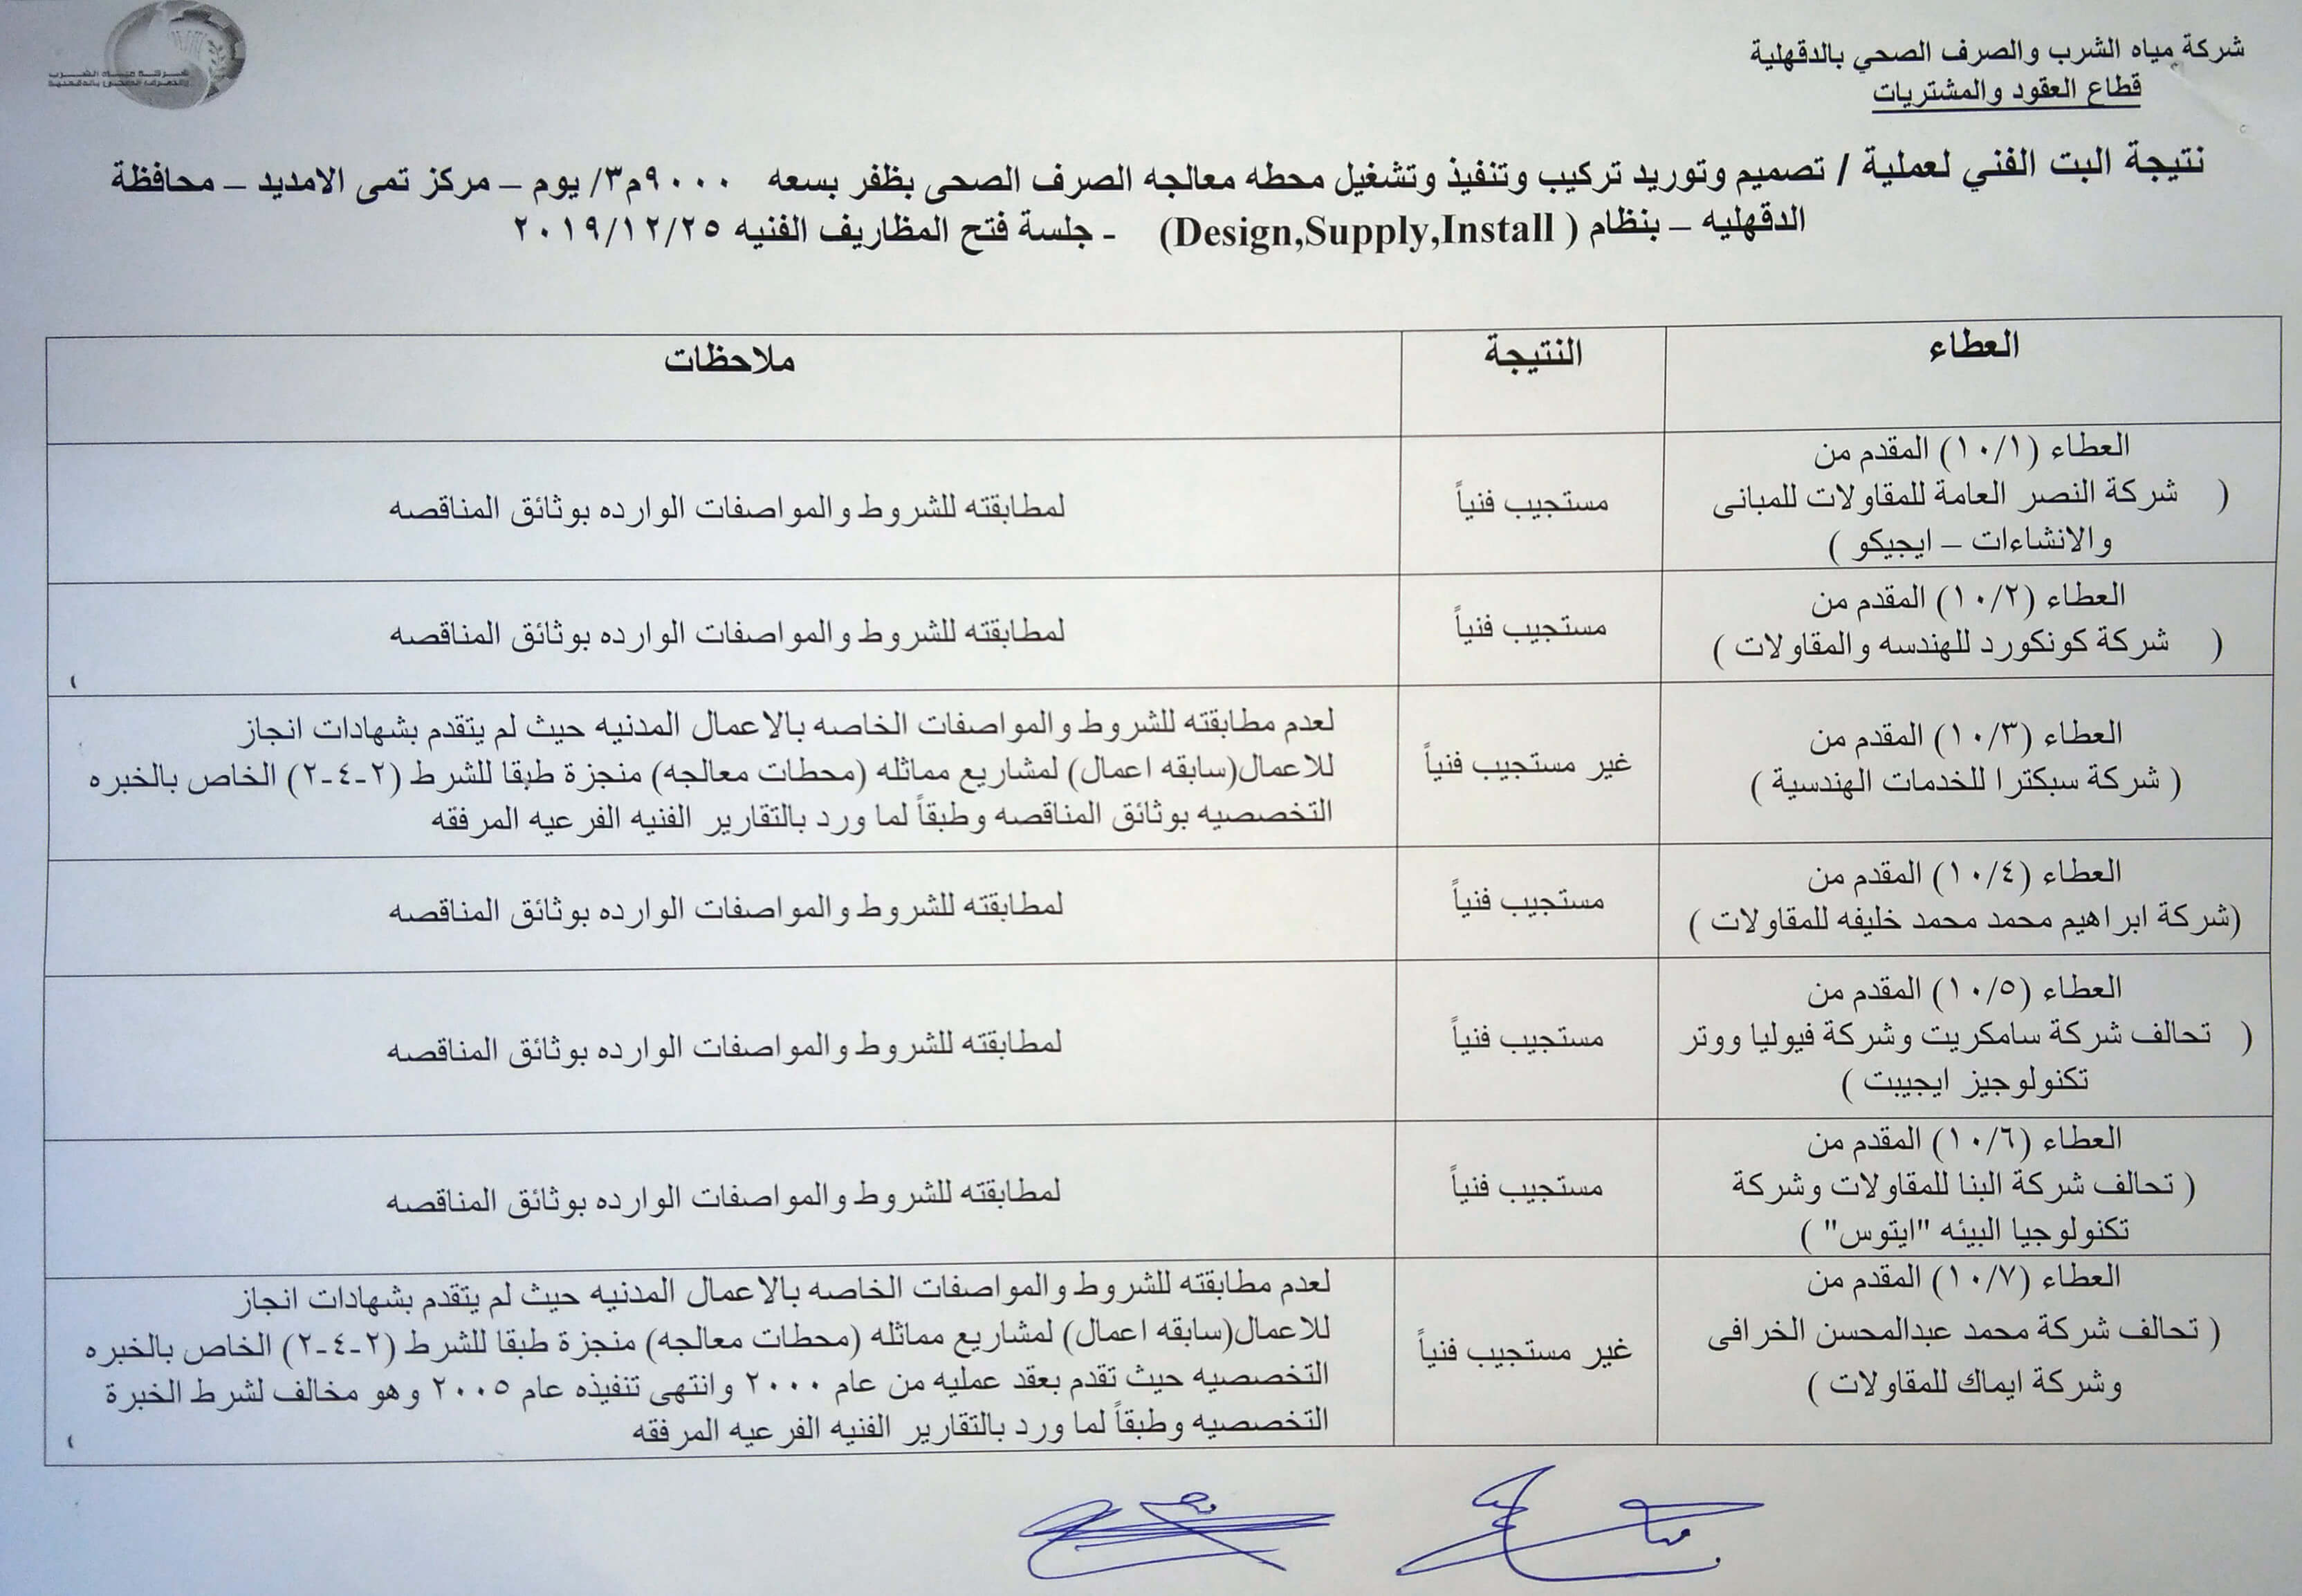 شركة مياه الشرب والصرف الصحي بالدقهلية
قطاع العقود والمشتريات
شركة مياه الشرب
والصرف الصحى بالدقهلية
نتيجة البت الفني لعملية / تصميم وتوريد تركيب وتنفيذ وتشغيل محطه معالجه الصرف الصحى بظفر بسعه ٩٠٠٠م٣/ يوم – مركز تمى الامديد – محافظة
الدقهليه – بنظام ( Design,Supply,Install) - جلسة فتح المظاريف الفنيه ٢٠١٩/١٢/٢٥
العطاء
النتيجة
ملاحظات
العطاء (١٠/١) المقدم من
( شركة النصر العامة للمقاولات للمبانى
والانشاءات – ايجيكو )
مستجيب فنياً
لمطابقته للشروط والمواصفات الوارده بوثائق المناقصه
العطاء (١٠/٢) المقدم من
( شركة كونكورد للهندسه والمقاولات )
مستجيب فنياً
لمطابقته للشروط والمواصفات الوارده بوثائق المناقصه
العطاء (١٠/٣) المقدم من
( شركة سبكترا للخدمات الهندسية )
غير مستجيب فنياً
لعدم مطابقته للشروط والمواصفات الخاصه بالاعمال المدنيه حيث لم يتقدم بشهادات انجاز
للاعمال(سابقه اعمال) لمشاريع مماثله (محطات معالجه) منجزة طبقا للشرط (٢-٤-٢) الخاص بالخبره
التخصصيه بوثائق المناقصه وطبقاً لما ورد بالتقارير الفنيه الفرعيه المرفقه
العطاء (١٠/٤) المقدم من
(شركة ابراهيم محمد محمد خليفه للمقاولات )
مستجيب فنياً
لمطابقته للشروط والمواصفات الوارده بوثائق المناقصه
العطاء (١٠/٥) المقدم من
( تحالف شركة سامكريت وشركة فيوليا ووتر
تكنولوجيز ايجيبت )
مستجيب فنياً
لمطابقته للشروط والمواصفات الوارده بوثائق المناقصه
العطاء (١٠/٦) المقدم من
( تحالف شركة البنا للمقاولات وشركة
تكنولوجيا البيئه "ايتوس" )
مستجيب فنياً
لمطابقته للشروط والمواصفات الوارده بوثائق المناقصه
العطاء (١٠/٧) المقدم من
( تحالف شركة محمد عبدالمحسن الخرافى
وشركة ايماك للمقاولات )
غير مستجيب فنياً
لعدم مطابقته للشروط والمواصفات الخاصه بالاعمال المدنيه حيث لم يتقدم بشهادات انجاز
للاعمال(سابقه اعمال) لمشاريع مماثله (محطات معالجه) منجزة طبقا للشرط (٢-٤-٢) الخاص بالخبره
التخصصيه حيث تقدم بعقد عمليه من عام ٢٠٠٠ وانتهى تنفيذه عام ٢٠٠٥ وهو مخالف لشرط الخبرة
التخصصيه وطبقاً لما ورد بالتقارير الفنيه الفرعيه المرفقه